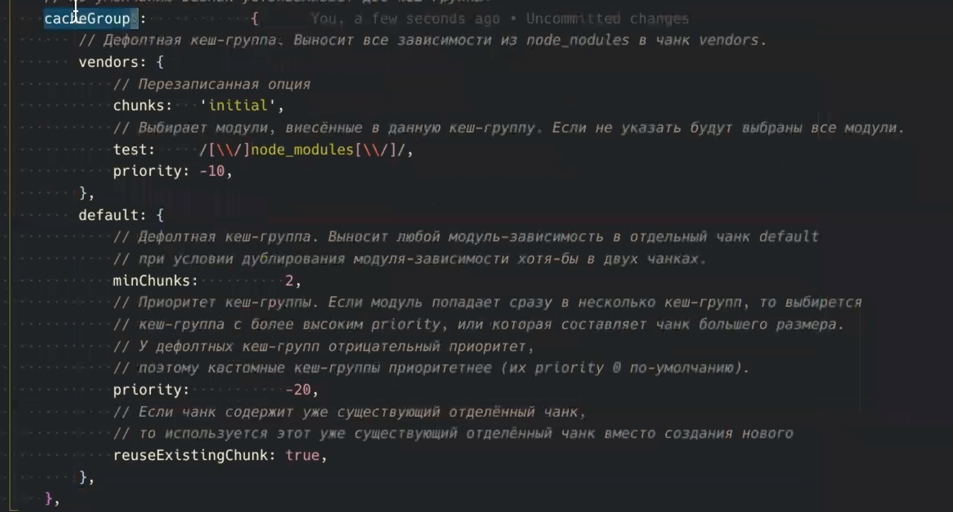 cacheGroups: { You, a few seconds ago • Uncommitted changes
// Дефолтная кеш-группа. Выносит все зависимости из node_nodules в чанк vendors.
vendors: {
// Перезаписанная опция
chunks: 'initial',
// Выбирает модули, внесённые в данную кеш-группу. Если не указать будут выбраны все модули.
test: /[\\/]node_modules[\\/]/,
priority: -10,
},
default: {
// Дефолтная кеш-группа. Выносит любой модуль-зависимость в отдельный чанк default
// при условии дублирования модуля-зависимости хотя-бы в двух чанках.
minChunks: 2,
// Приоритет кеш-группы. Если модуль попадает сразу в несколько кеш-групп, то выбирется
// кеш-группа с более высоким priority, или которая составляет чанк большего размера.
// У дефолтных кеш-групп отрицательный приоритет,
// поэтому кастомные кеш-группы приоритетнее (их priority 0 по-умолчанию).
priority: -20,
// Если чанк содержит уже существующий отделённый чанк,
// то используется этот уже существующий отделённый чанк вместо создания нового
reuseExistingChunk: true,
},
},